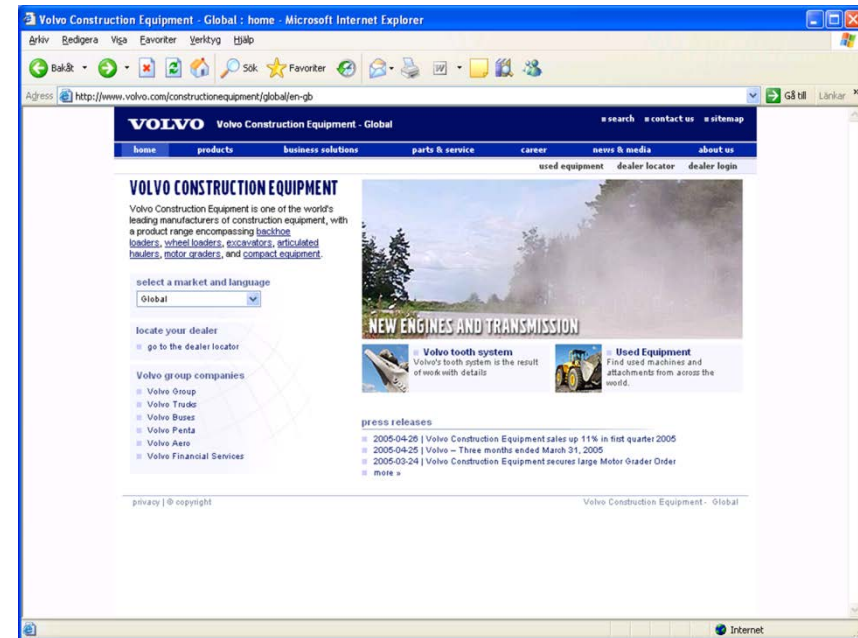 Volvo Construction Equipment - Global : home - Microsoft Internet Explorer
Arkiv Redigera Visa Favoriter Verktyg Hjälp
Bakåt Sök Favoriter
Adress http://www.volvo.com/constructionequipment/global/en-gb Gå till Länkar
VOLVO Volvo Construction Equipment - Global search contact us sitemap
home products business solutions parts & service career news & media about us
used equipment dealer locator dealer login
VOLVO CONSTRUCTION EQUIPMENT
Volvo Construction Equipment is one of the world's
leading manufacturers of construction equipment, with
a product range encompassing backhoe
loaders, wheel loaders, excavators, articulated
haulers, motor graders, and compact equipment.
select a market and language
Global
locate your dealer
go to the dealer locator
Volvo group companies
Volvo Group
Volvo Trucks
Volvo Buses
Volvo Penta
Volvo Aero
Volvo Financial Services
NEW ENGINES AND TRANSMISSION
Volvo tooth system
Volvo's tooth system is the result
of work with details
Used Equipment
Find used machines and
attachments from across the
world.
press releases
2005-04-26 | Volvo Construction Equipment sales up 11% in first quarter 2005
2005-04-25 | Volvo – Three months ended March 31, 2005
2005-03-24 | Volvo Construction Equipment secures large Motor Grader Order
more »
privacy | © copyright Volvo Construction Equipment - Global
Internet